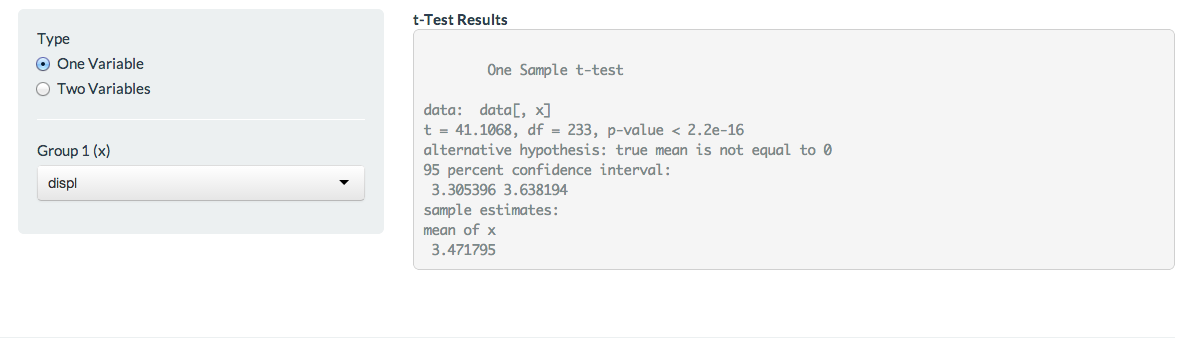 Type
One Variable
Two Variables
Group 1 (x)
displ
t-Test Results
One Sample t-test
data:  data[, x]
t = 41.1068, df = 233, p-value < 2.2e-16
alternative hypothesis: true mean is not equal to 0
95 percent confidence interval:
3.305396 3.638194
sample estimates:
mean of x
3.471795